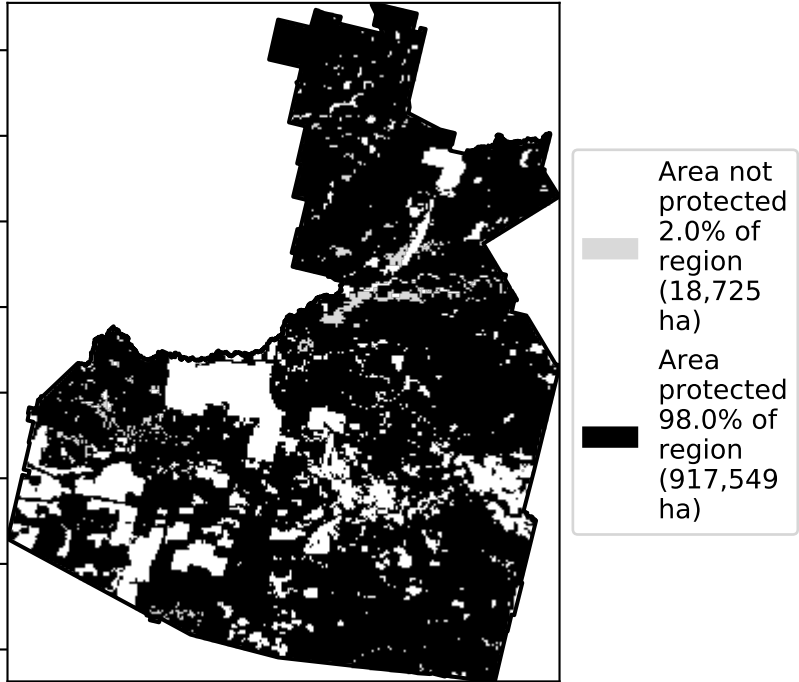 Area not
protected
2.0% of
region
(18,725
ha)
Area
protected
98.0% of
region
(917,549
ha)